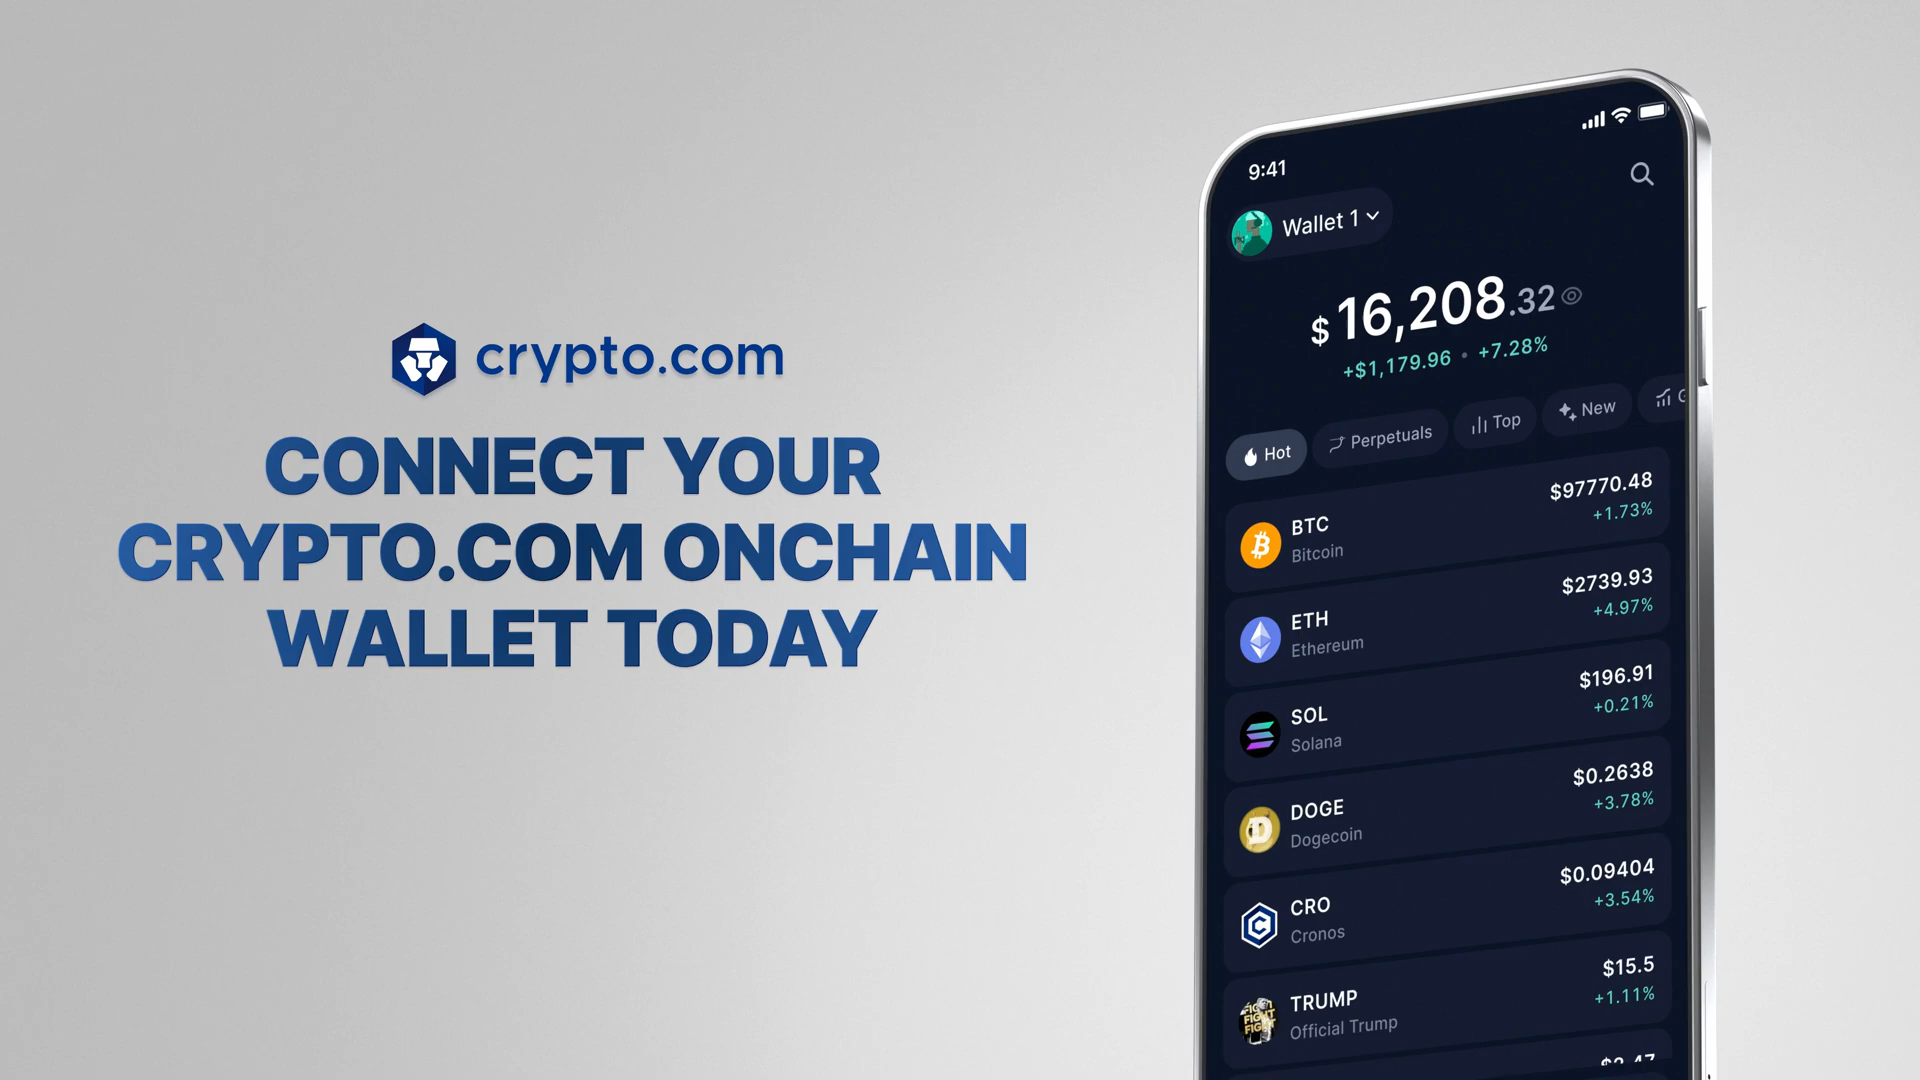 crypto.com
CONNECT YOUR
CRYPTO.COM ONCHAIN
WALLET TODAY
9:41
Wallet 1
$16,208.32
+$1,179.96 • +7.28%
Hot
Perpetuals
Top
New
BTC
Bitcoin
$97770.48
+1.73%
ETH
Ethereum
$2739.93
+4.97%
SOL
Solana
$196.91
+0.21%
DOGE
Dogecoin
$0.2638
+3.78%
CRO
Cronos
$0.09404
+3.54%
TRUMP
Official Trump
$15.5
+1.11%
FIGHT
FIGHT